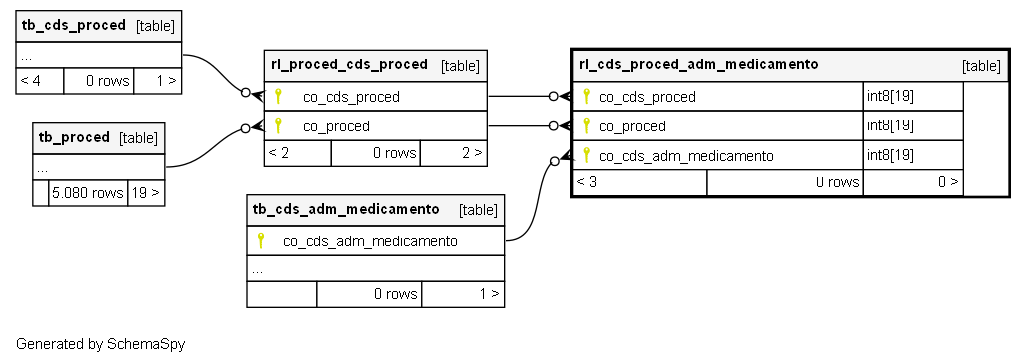 tb_cds_proced [table]
...
< 4 0 rows 1 >
tb_proced [table]
...
5.080 rows 19 >
rl_proced_cds_proced [table]
co_cds_proced
co_proced
< 2 0 rows 2 >
tb_cds_adm_medicamento [table]
co_cds_adm_medicamento
...
0 rows 1 >
rl_cds_proced_adm_medicamento [table]
co_cds_proced int8[19]
co_proced int8[19]
co_cds_adm_medicamento int8[19]
< 3 0 rows 0 >
Generated by SchemaSpy